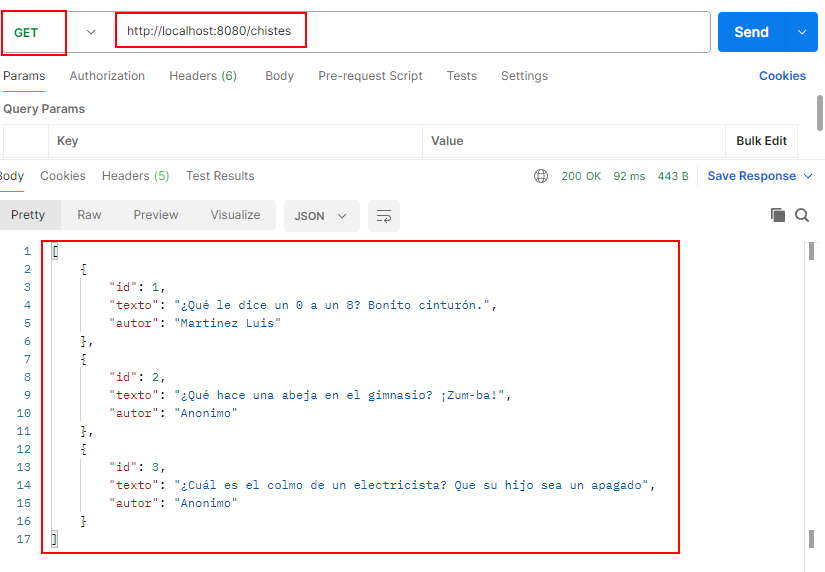 GET http://localhost:8080/chistes Send
Params Authorization Headers (6) Body Pre-request Script Tests Settings Cookies
Query Params
Key Value Bulk Edit
Body Cookies Headers (5) Test Results 200 OK 92 ms 443 B Save Response
Pretty Raw Preview Visualize JSON
1 [
2 {
3 "id": 1,
4 "texto": "¿Qué le dice un 0 a un 8? Bonito cinturón.",
5 "autor": "Martinez Luis"
6 },
7 {
8 "id": 2,
9 "texto": "¿Qué hace una abeja en el gimnasio? ¡Zum-ba!",
10 "autor": "Anonimo"
11 },
12 {
13 "id": 3,
14 "texto": "¿Cuál es el colmo de un electricista? Que su hijo sea un apagado",
15 "autor": "Anonimo"
16 }
17 ]